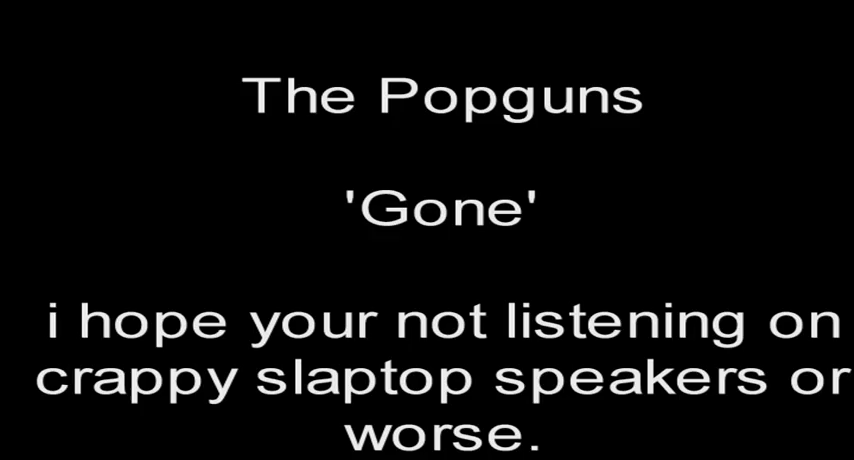 The Popguns
'Gone'
i hope your not listening on
crappy slaptop speakers or
worse.